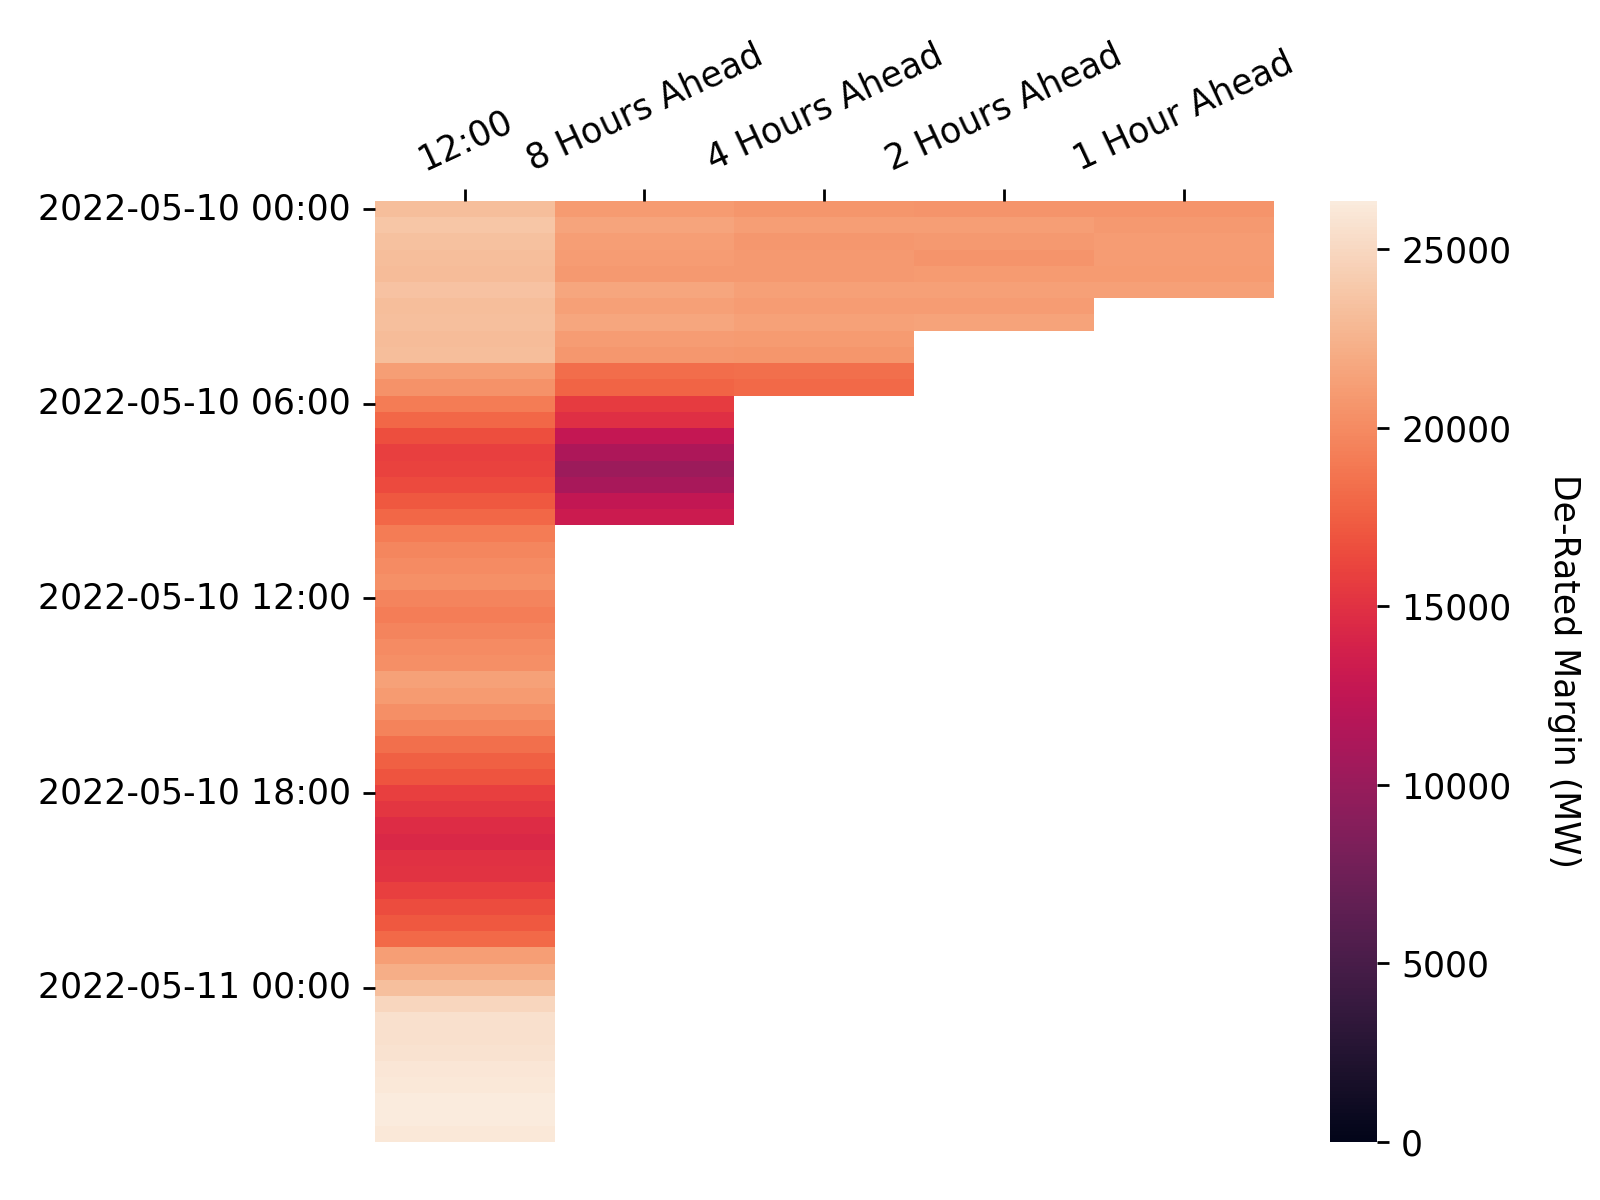 12:00
8 Hours Ahead
4 Hours Ahead
2 Hours Ahead
1 Hour Ahead
2022-05-10 00:00
2022-05-10 06:00
2022-05-10 12:00
2022-05-10 18:00
2022-05-11 00:00
25000
20000
15000
10000
5000
0
De-Rated Margin (MW)